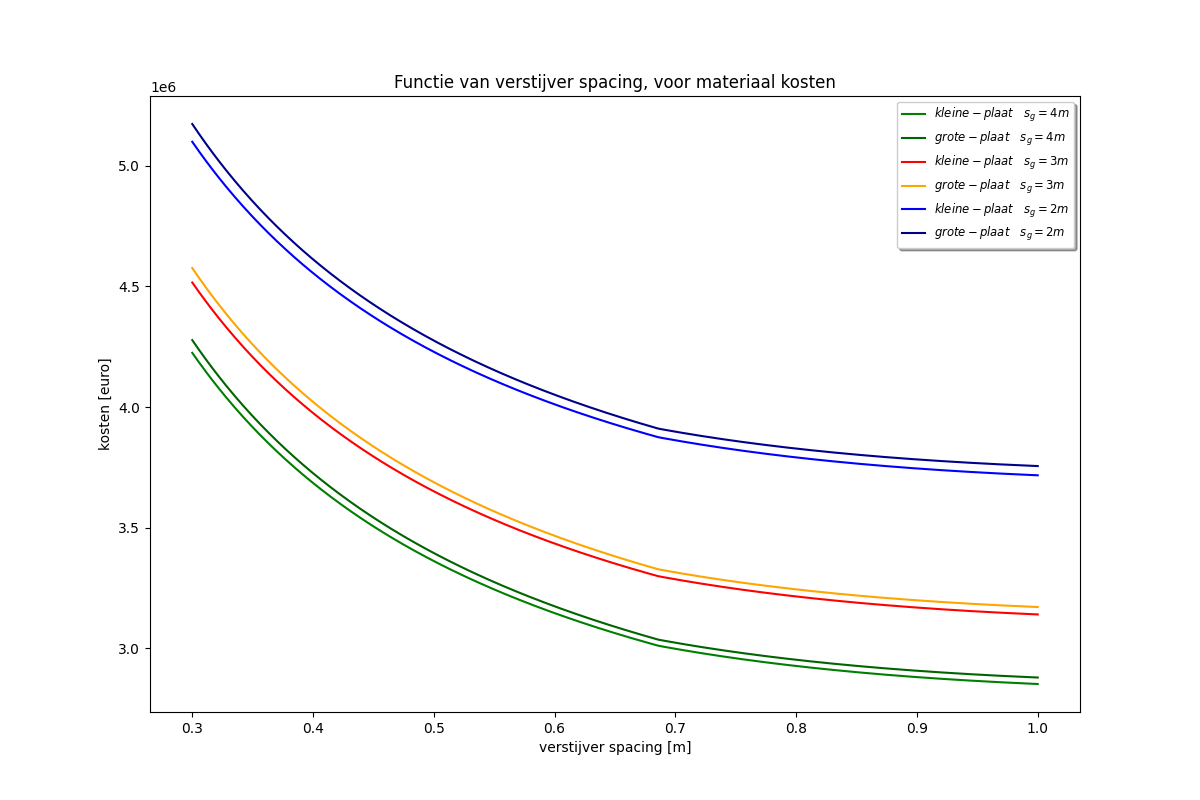 Functie van verstijver spacing, voor materiaal kosten
1e6
kleine − plaat s_g = 4m
grote − plaat s_g = 4m
kleine − plaat s_g = 3m
grote − plaat s_g = 3m
kleine − plaat s_g = 2m
grote − plaat s_g = 2m
5.0
4.5
4.0
3.5
3.0
kosten [euro]
0.3 0.4 0.5 0.6 0.7 0.8 0.9 1.0
verstijver spacing [m]